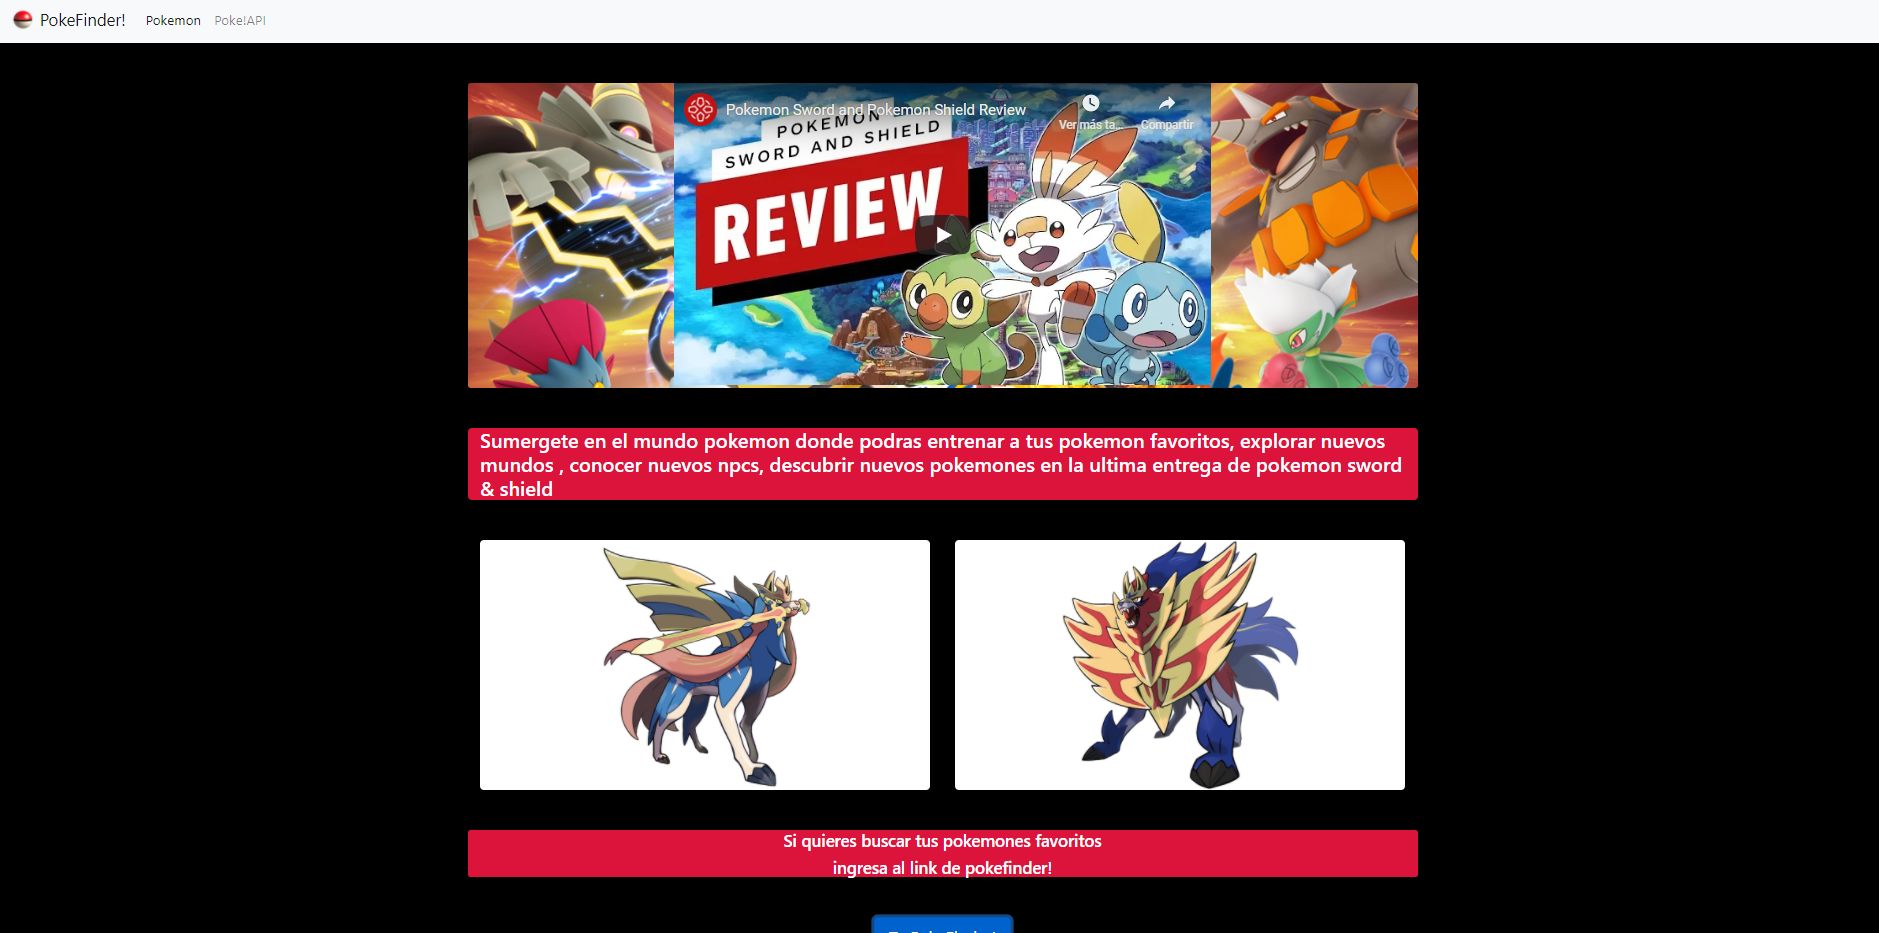 PokeFinder! Pokemon Poke!API
Pokemon Sword and Pokemon Shield Review
Ver más ta... Compartir
POKEMON
SWORD AND SHIELD
REVIEW
Sumergete en el mundo pokemon donde podras entrenar a tus pokemon favoritos, explorar nuevos
mundos , conocer nuevos npcs, descubrir nuevos pokemones en la ultima entrega de pokemon sword
& shield
Si quieres buscar tus pokemones favoritos
ingresa al link de pokefinder!